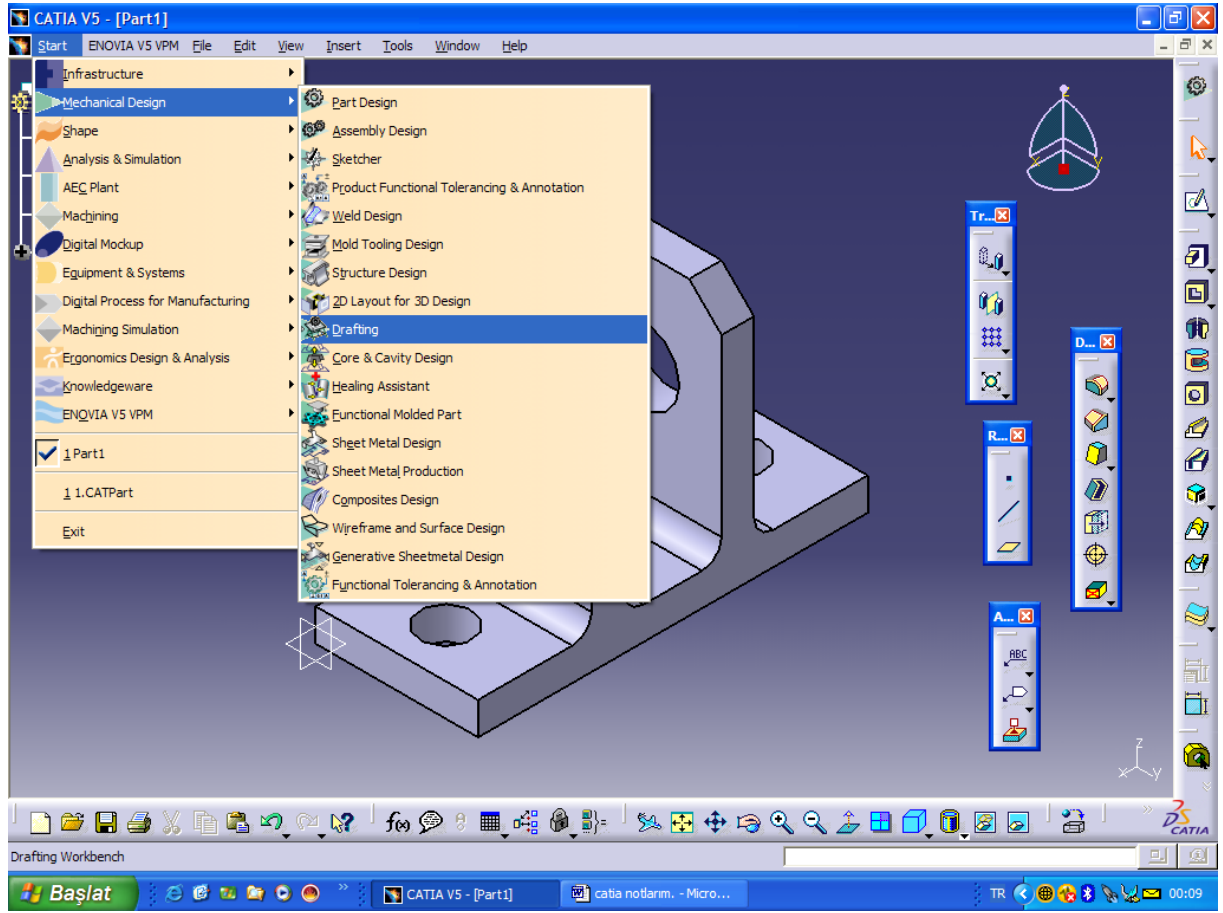 CATIA V5 - [Part1]
Start ENOVIA V5 VPM File Edit View Insert Tools Window Help
Infrastructure
Mechanical Design
Shape
Analysis & Simulation
AEC Plant
Machining
Digital Mockup
Equipment & Systems
Digital Process for Manufacturing
Machining Simulation
Ergonomics Design & Analysis
Knowledgeware
ENOVIA V5 VPM
1 Part1
1 1.CATPart
Exit
Part Design
Assembly Design
Sketcher
Product Functional Tolerancing & Annotation
Weld Design
Mold Tooling Design
Structure Design
2D Layout for 3D Design
Drafting
Core & Cavity Design
Healing Assistant
Functional Molded Part
Sheet Metal Design
Sheet Metal Production
Composites Design
Wireframe and Surface Design
Generative Sheetmetal Design
Functional Tolerancing & Annotation
Tr...
D...
R...
A...
ABC
z
x y
f(x)
CATIA
Drafting Workbench
Başlat
CATIA V5 - [Part1]
catia notlarım. - Micro...
TR
00:09